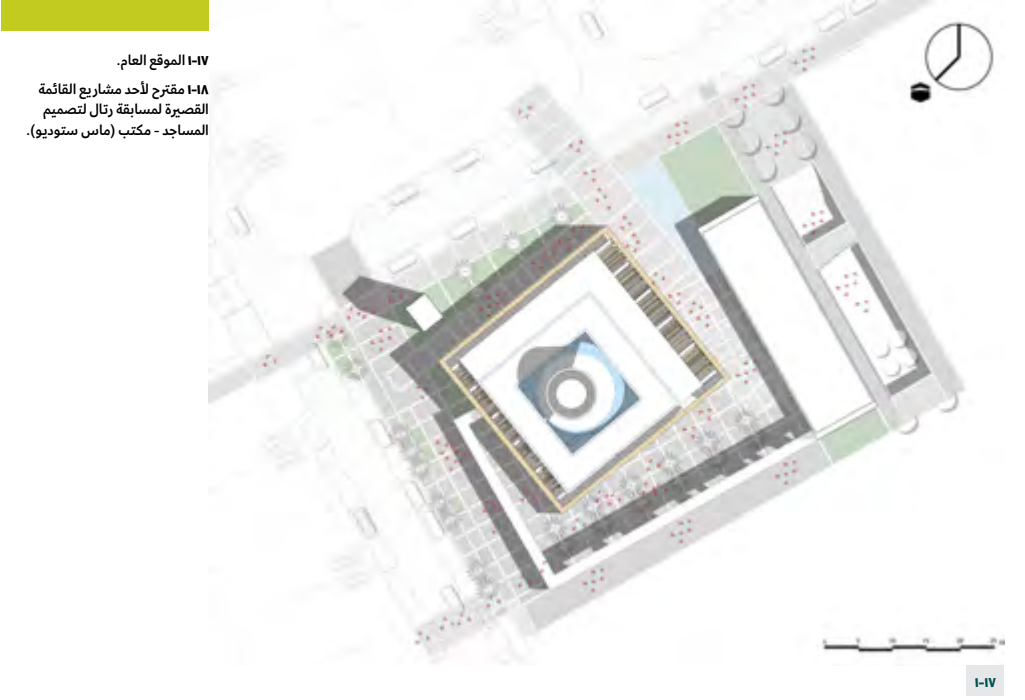 ١-١٧ الموقع العام.
١-١٨ مقترح لأحد مشاريع القائمة
القصيرة لمسابقة رتال لتصميم
المساجد - مكتب (ماس ستوديو).
١-١٧